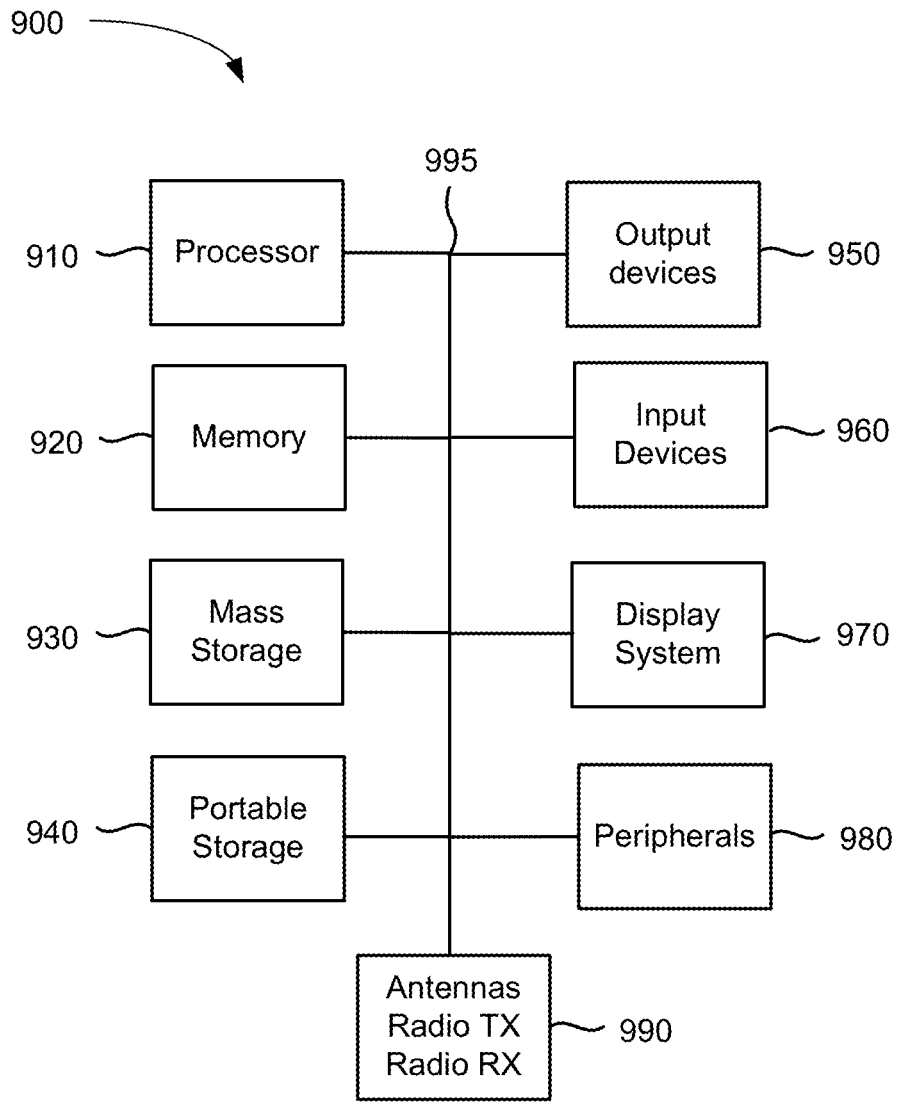 900
995
910
Processor
Output
devices
950
920
Memory
Input
Devices
960
930
Mass
Storage
Display
System
970
940
Portable
Storage
Peripherals
980
Antennas
Radio TX
Radio RX
990